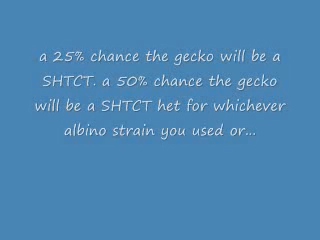 a 25% chance the gecko will be a
SHTCT. a 50% chance the gecko
will be a SHTCT het for whichever
albino strain you used or...